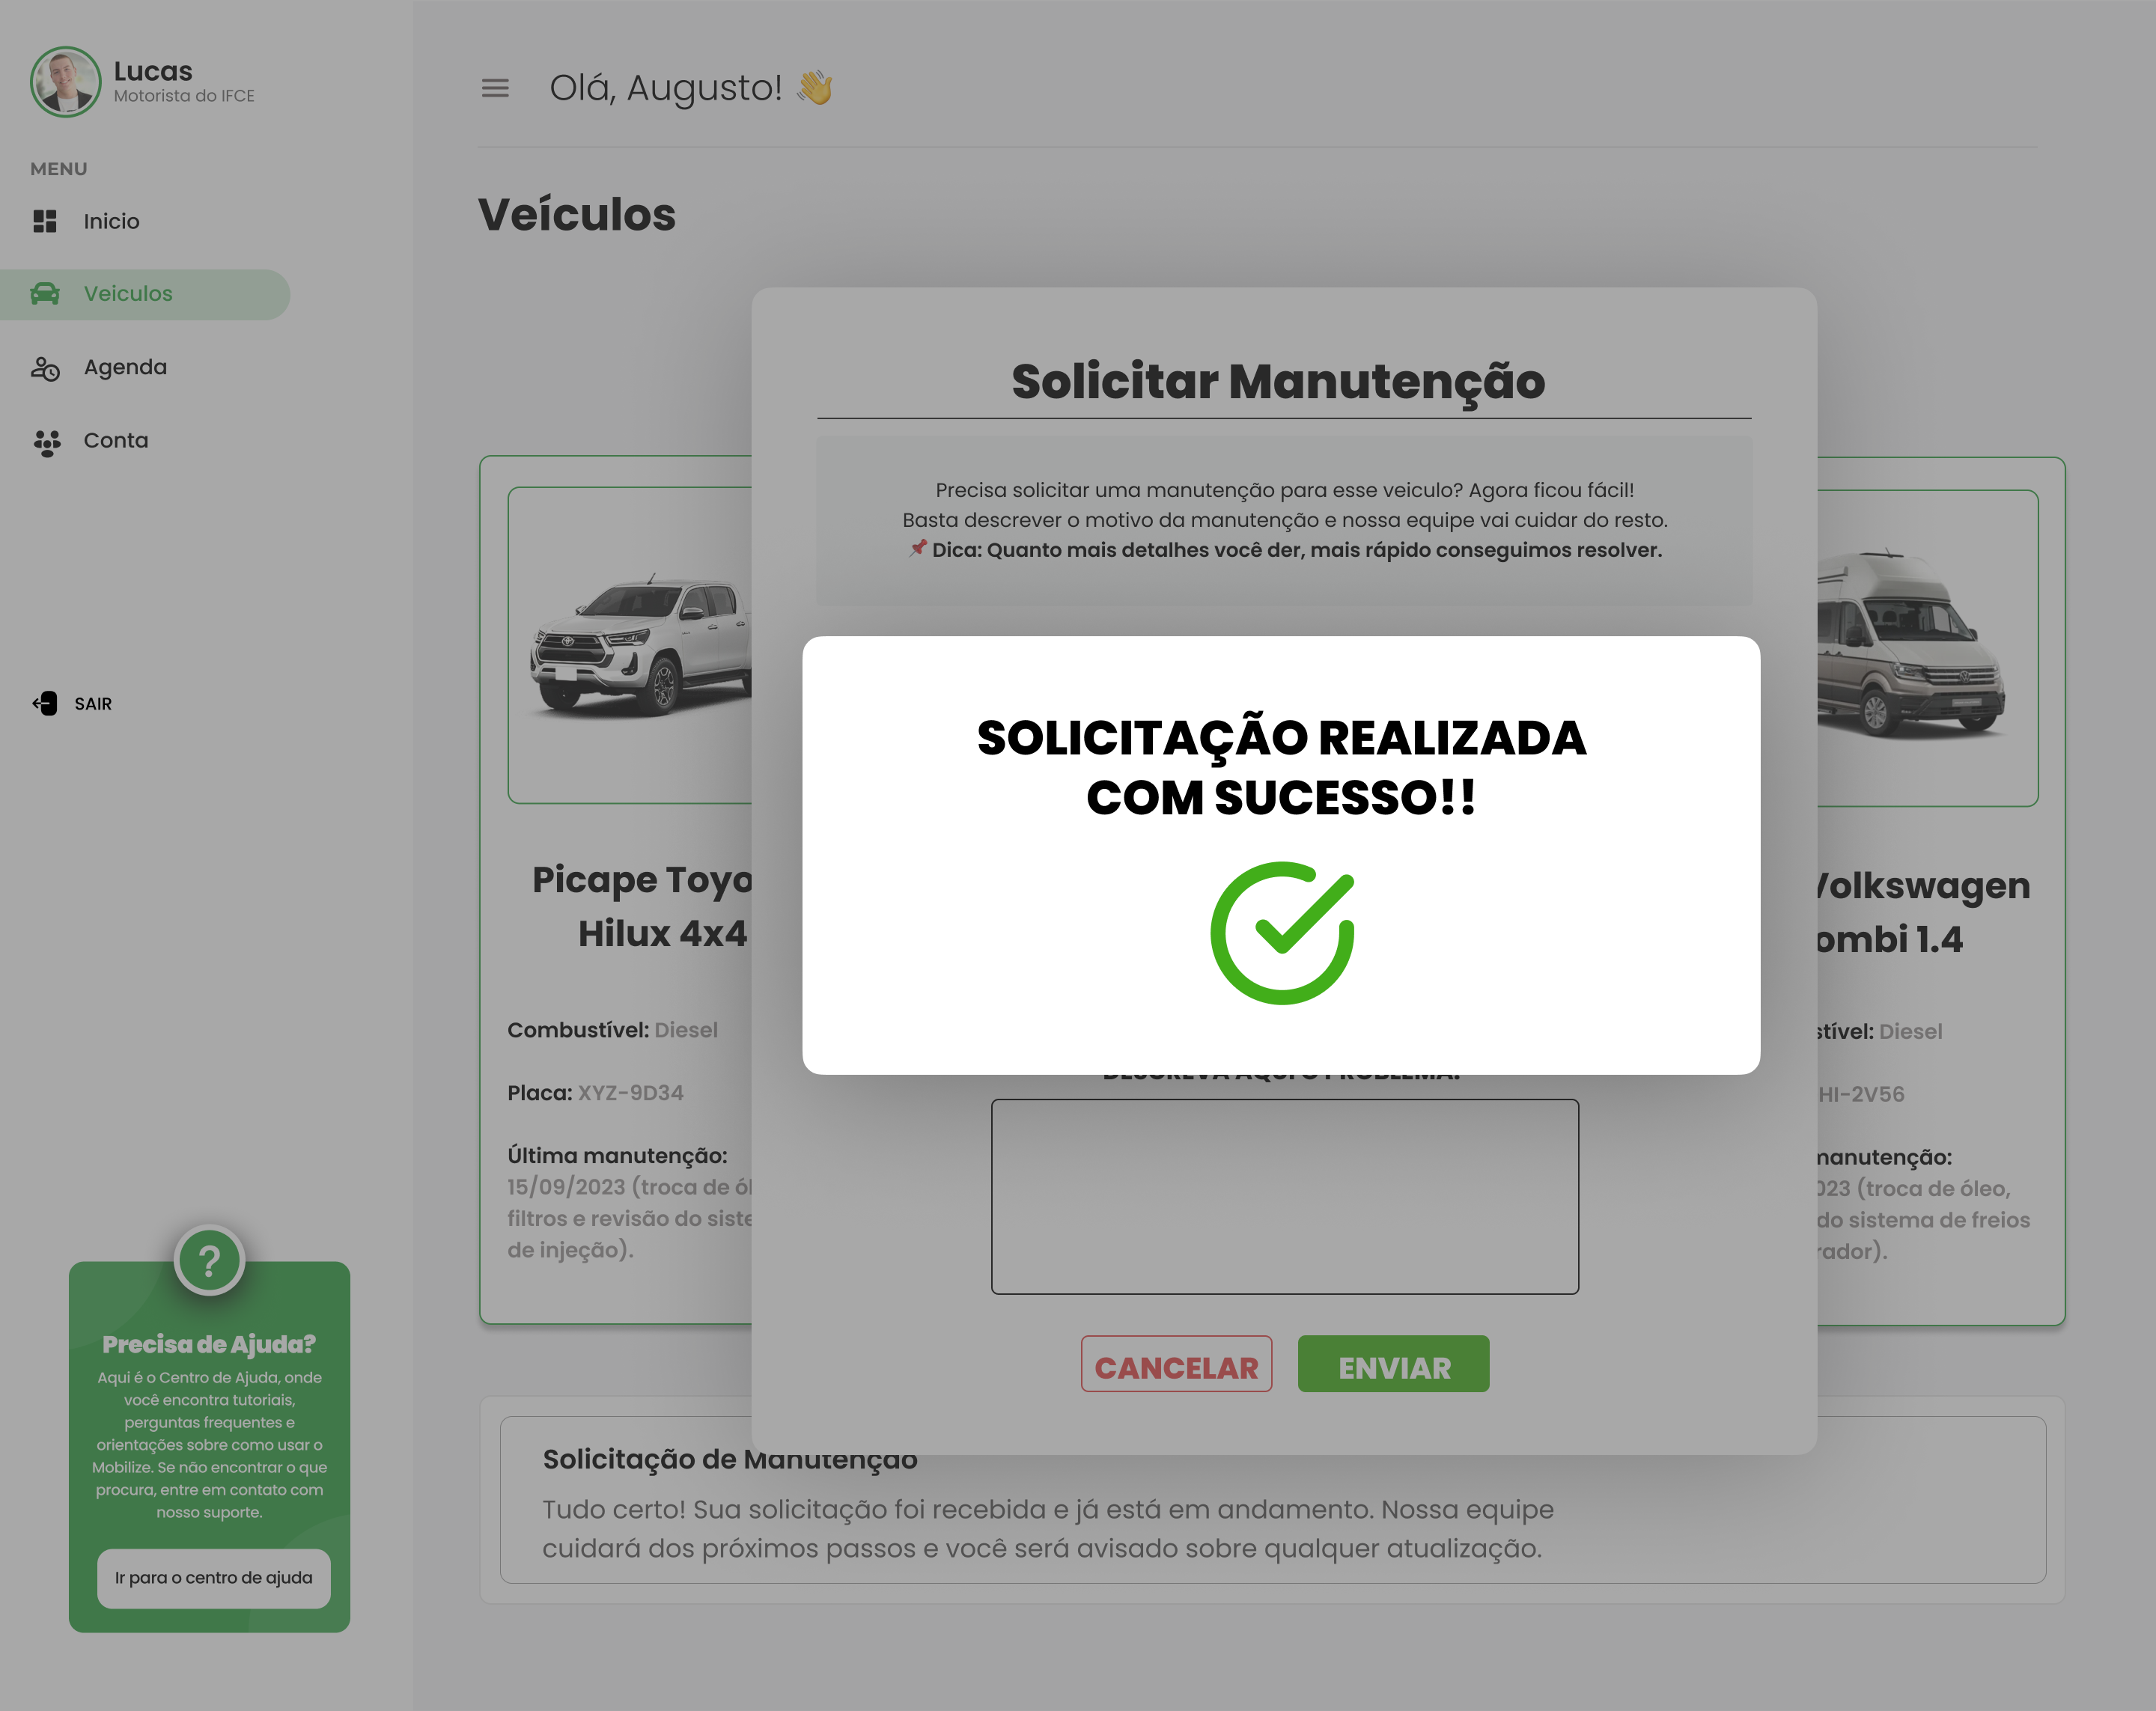 Lucas
Motorista do IFCE
MENU
Inicio
Veiculos
Agenda
Conta
SAIR
?
Precisa de Ajuda?
Aqui é o Centro de Ajuda, onde
você encontra tutoriais,
perguntas frequentes e
orientações sobre como usar o
Mobilize. Se não encontrar o que
procura, entre em contato com
nosso suporte.
Ir para o centro de ajuda
Olá, Augusto! 👋
Veículos
Solicitar Manutenção
Precisa solicitar uma manutenção para esse veiculo? Agora ficou fácil!
Basta descrever o motivo da manutenção e nossa equipe vai cuidar do resto.
📌 Dica: Quanto mais detalhes você der, mais rápido conseguimos resolver.
SOLICITAÇÃO REALIZADA
COM SUCESSO!!
CANCELAR
ENVIAR
Picape Toyo
Hilux 4x4
Combustível: Diesel
Placa: XYZ-9D34
Última manutenção:
15/09/2023 (troca de ól
filtros e revisão do siste
de injeção).
Volkswagen
ombi 1.4
stível: Diesel
HI-2V56
manutenção:
023 (troca de óleo,
do sistema de freios
rador).
Solicitação de Manutenção
Tudo certo! Sua solicitação foi recebida e já está em andamento. Nossa equipe
cuidará dos próximos passos e você será avisado sobre qualquer atualização.